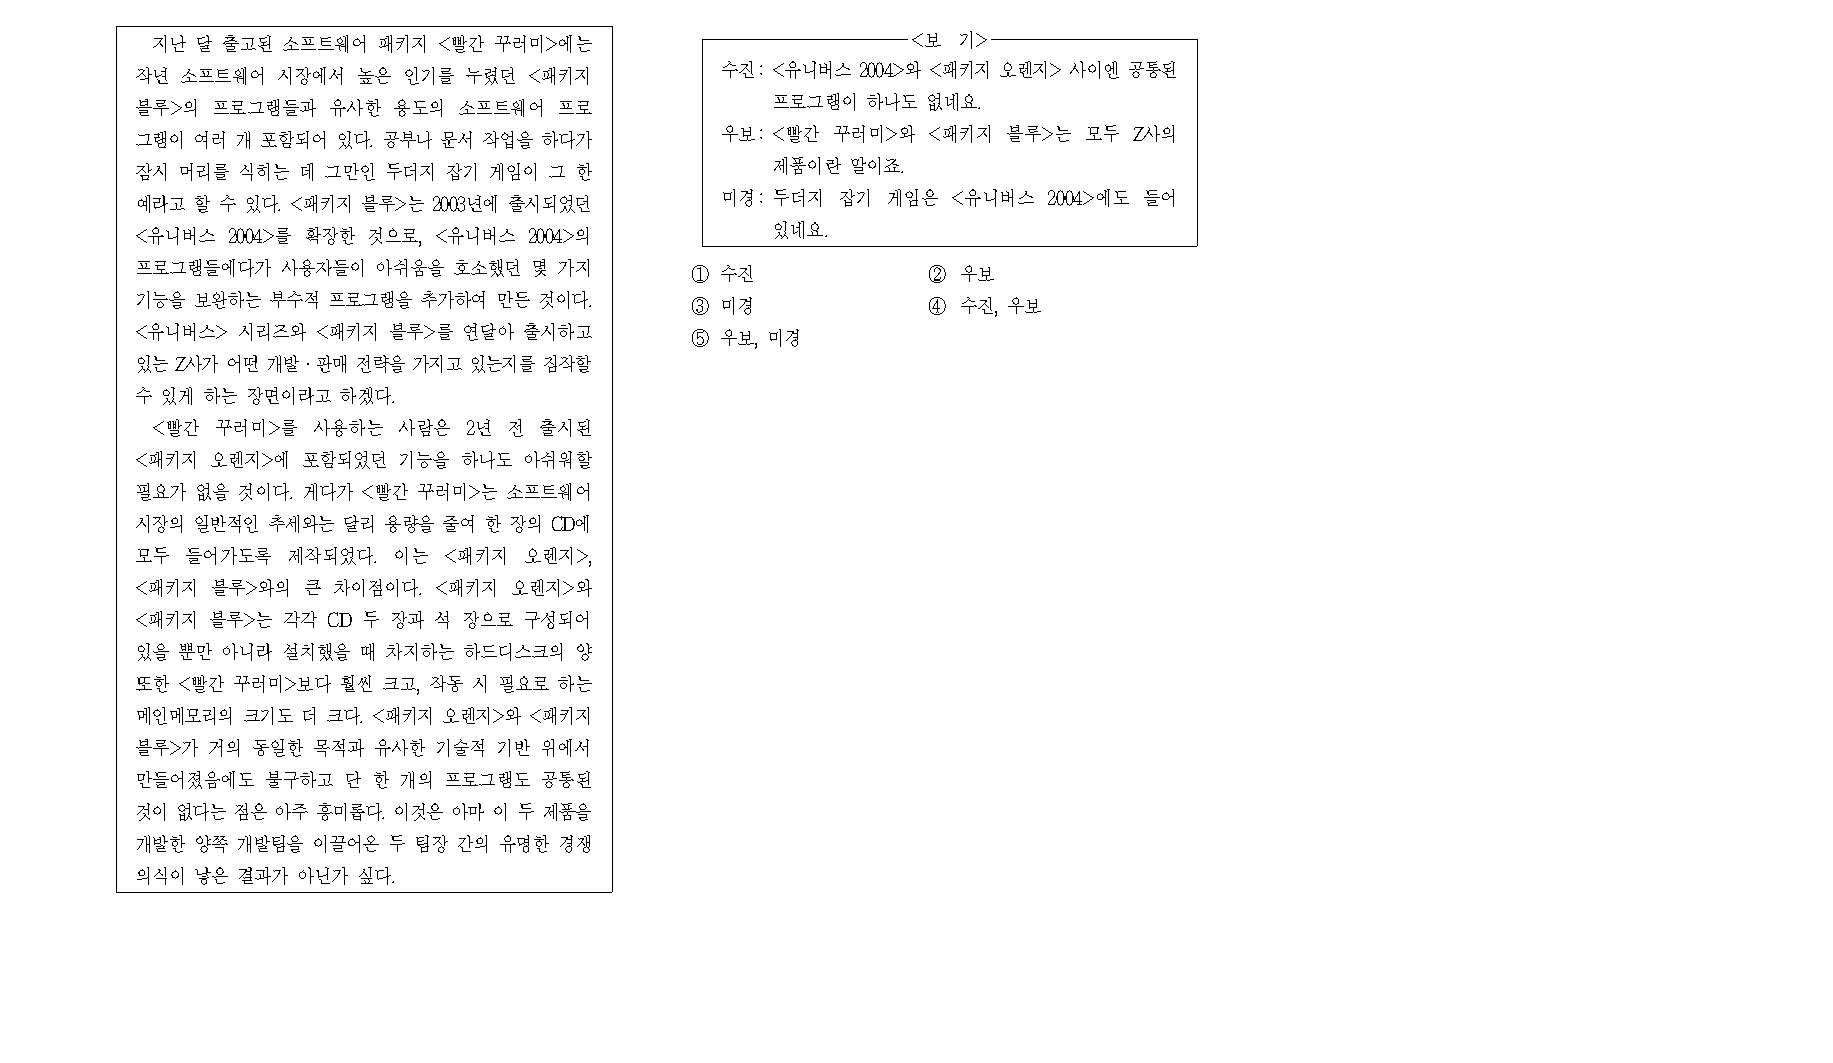 지난 달 출고된 소프트웨어 패키지 <빨간 꾸러미>에는
작년 소프트웨어 시장에서 높은 인기를 누렸던 <패키지
블루>의 프로그램들과 유사한 용도의 소프트웨어 프로
그램이 여러 개 포함되어 있다. 공부나 문서 작업을 하다가
잠시 머리를 식히는 데 그만인 두더지 잡기 게임이 그 한
예라고 할 수 있다. <패키지 블루>는 2003년에 출시되었던
<유니버스 2004>를 확장한 것으로, <유니버스 2004>의
프로그램들에다가 사용자들이 아쉬움을 호소했던 몇 가지
기능을 보완하는 부수적 프로그램을 추가하여 만든 것이다.
<유니버스> 시리즈와 <패키지 블루>를 연달아 출시하고
있는 Z사가 어떤 개발·판매 전략을 가지고 있는지를 짐작할
수 있게 하는 장면이라고 하겠다.
<빨간 꾸러미>를 사용하는 사람은 2년 전 출시된
<패키지 오렌지>에 포함되었던 기능을 하나도 아쉬워할
필요가 없을 것이다. 게다가 <빨간 꾸러미>는 소프트웨어
시장의 일반적인 추세와는 달리 용량을 줄여 한 장의 CD에
모두 들어가도록 제작되었다. 이는 <패키지 오렌지>,
<패키지 블루>와의 큰 차이점이다. <패키지 오렌지>와
<패키지 블루>는 각각 CD 두 장과 석 장으로 구성되어
있을 뿐만 아니라 설치했을 때 차지하는 하드디스크의 양
또한 <빨간 꾸러미>보다 훨씬 크고, 작동 시 필요로 하는
메인메모리의 크기도 더 크다. <패키지 오렌지>와 <패키지
블루>가 거의 동일한 목적과 유사한 기술적 기반 위에서
만들어졌음에도 불구하고 단 한 개의 프로그램도 공통된
것이 없다는 점은 아주 흥미롭다. 이것은 아마 이 두 제품을
개발한 양쪽 개발팀을 이끌어온 두 팀장 간의 유명한 경쟁
의식이 낳은 결과가 아닌가 싶다.
<보 기>
수진: <유니버스 2004>와 <패키지 오렌지> 사이엔 공통된
프로그램이 하나도 없네요.
우보: <빨간 꾸러미>와 <패키지 블루>는 모두 Z사의
제품이란 말이죠.
미경: 두더지 잡기 게임은 <유니버스 2004>에도 들어
있네요.
① 수진 ② 우보
③ 미경 ④ 수진, 우보
⑤ 우보, 미경